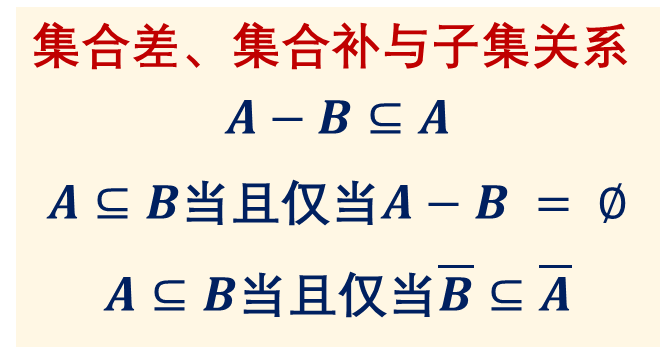 集合差、集合补与子集关系
A − B ⊆ A
A ⊆ B当且仅当A − B = ∅
A ⊆ B当且仅当B̅ ⊆ A̅